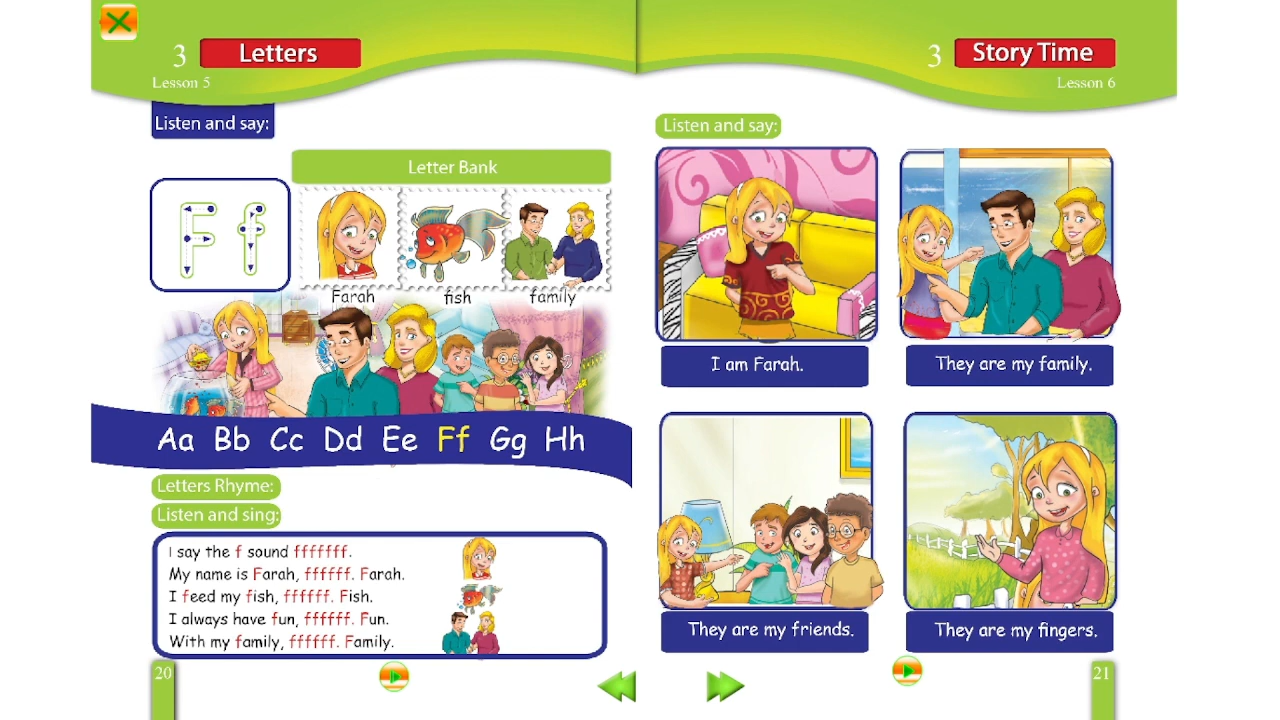 3 Letters
Lesson 5
Listen and say:
Letter Bank
F f
Farah fish family
Aa Bb Cc Dd Ee Ff Gg Hh
Letters Rhyme:
Listen and sing:
I say the f sound fffffff.
My name is Farah, ffffff. Farah.
I feed my fish, ffffff. Fish.
I always have fun, ffffff. Fun.
With my family, ffffff. Family.
20
3 Story Time
Lesson 6
Listen and say:
I am Farah.
They are my family.
They are my friends.
They are my fingers.
21